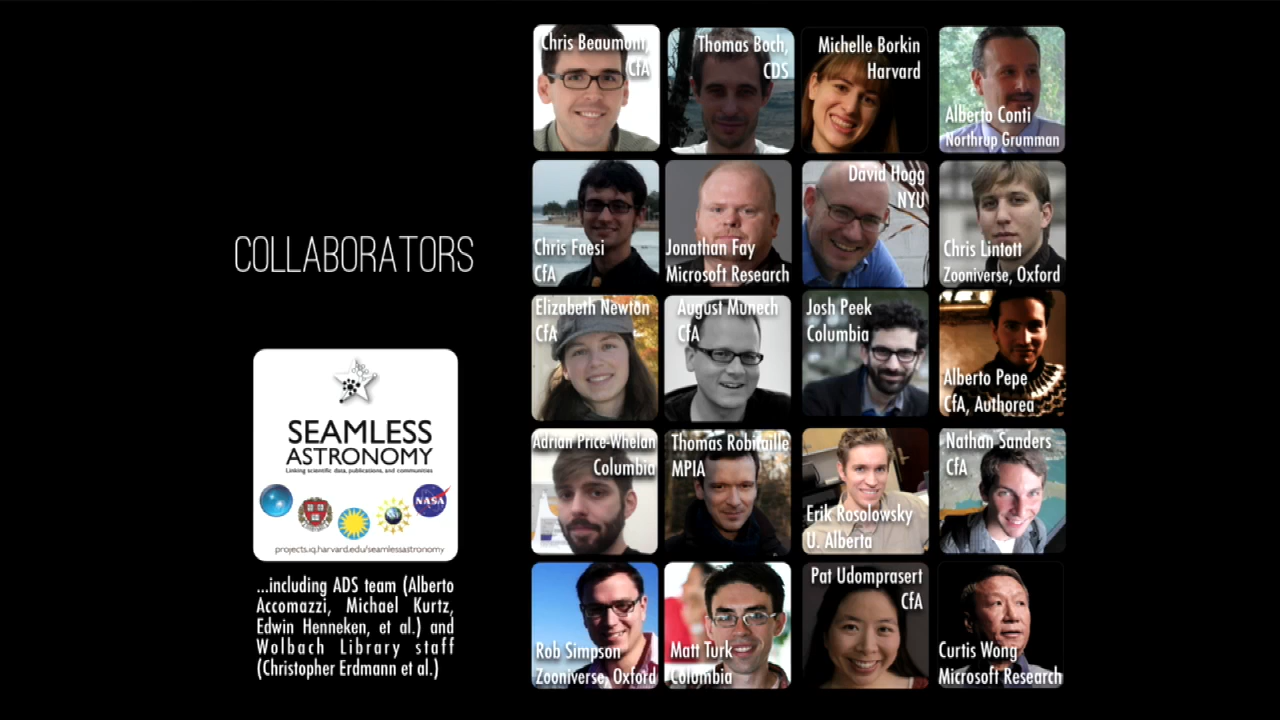 COLLABORATORS
SEAMLESS
ASTRONOMY
Linking scientific data, publications, and communities
NASA
projects.iq.harvard.edu/seamlessastronomy
...including ADS team (Alberto
Accomazzi, Michael Kurtz,
Edwin Henneken, et al.) and
Wolbach Library staff
(Christopher Erdmann et al.)
Chris Beaumont,
CfA
Thomas Boch,
CDS
Michelle Borkin
Harvard
Alberto Conti
Northrup Grumman
Chris Faesi
CfA
Jonathan Fay
Microsoft Research
David Hogg
NYU
Chris Lintott
Zooniverse, Oxford
Elizabeth Newton
CfA
August Munech
CfA
Josh Peek
Columbia
Alberto Pepe
CfA, Authorea
Adrian Price-Whelan
Columbia
Thomas Robitaille
MPIA
Erik Rosolowsky
U. Alberta
Nathan Sanders
CfA
Rob Simpson
Zooniverse, Oxford
Matt Turk
Columbia
Pat Udomprasert
CfA
Curtis Wong
Microsoft Research